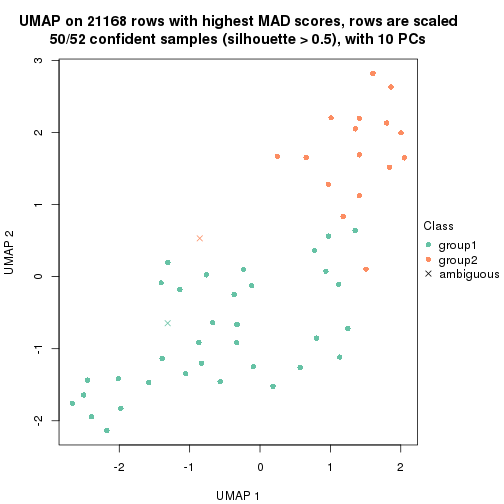 UMAP on 21168 rows with highest MAD scores, rows are scaled
50/52 confident samples (silhouette > 0.5), with 10 PCs
3
2
1
0
-1
-2
UMAP 2
-2
-1
0
1
2
UMAP 1
Class
group1
group2
ambiguous